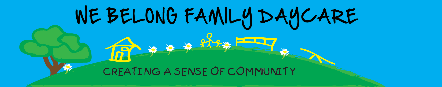 WE BELONG FAMILY DAYCARE
CREATING A SENSE OF COMMUNITY